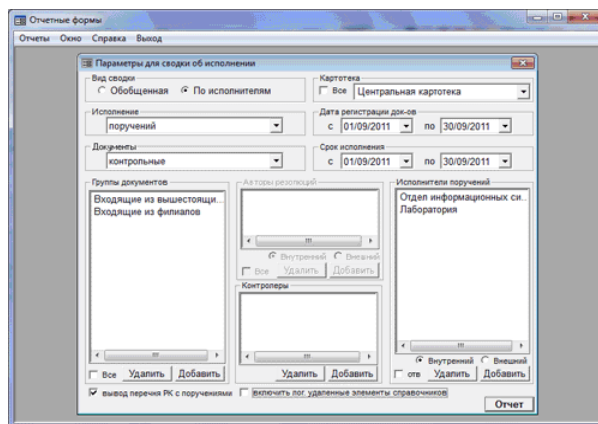 Отчетные формы
Отчеты Окно Справка Выход
Параметры для сводки об исполнении
Вид сводки
Обобщенная По исполнителям
Картотека
Все Центральная картотека
Исполнение
поручений
Дата регистрации док-ов
с 01/09/2011 по 30/09/2011
Документы
контрольные
Срок исполнения
с 01/09/2011 по 30/09/2011
Группы документов
Входящие из вышестоящи...
Входящие из филиалов
Все Удалить Добавить
Авторы резолюций
Внутренний Внешний
Все Удалить Добавить
Контролеры
Удалить Добавить
Исполнители поручений
Отдел информационных си...
Лаборатория
Внутренний Внешний
отв Удалить Добавить
вывод перечня РК с поручениями
включить лог. удаленные элементы справочников
Отчет